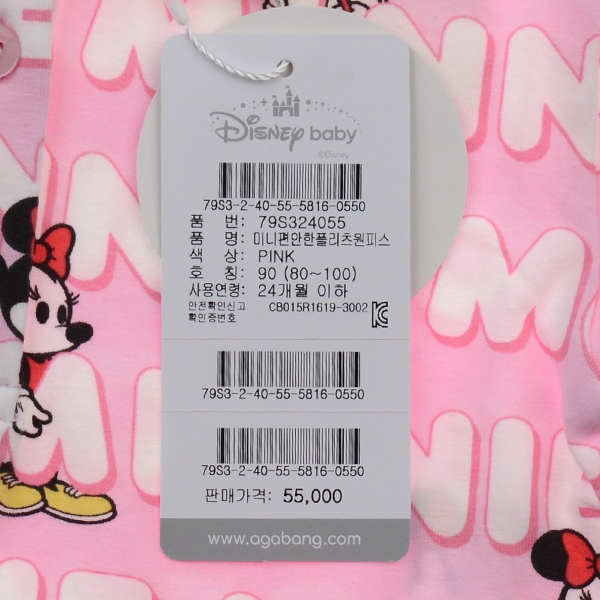 Disney baby
©Disney
79S3-2-40-55-5816-0550
품 번: 79S324055
품 명: 미니편안한플리츠원피스
색 상: PINK
호 칭: 90 (80~100)
사용연령: 24개월 이하
안전확인신고
확인증번호 CB015R1619-3002
79S3-2-40-55-5816-0550
79S3-2-40-55-5816-0550
판매가격: 55,000
www.agabang.com